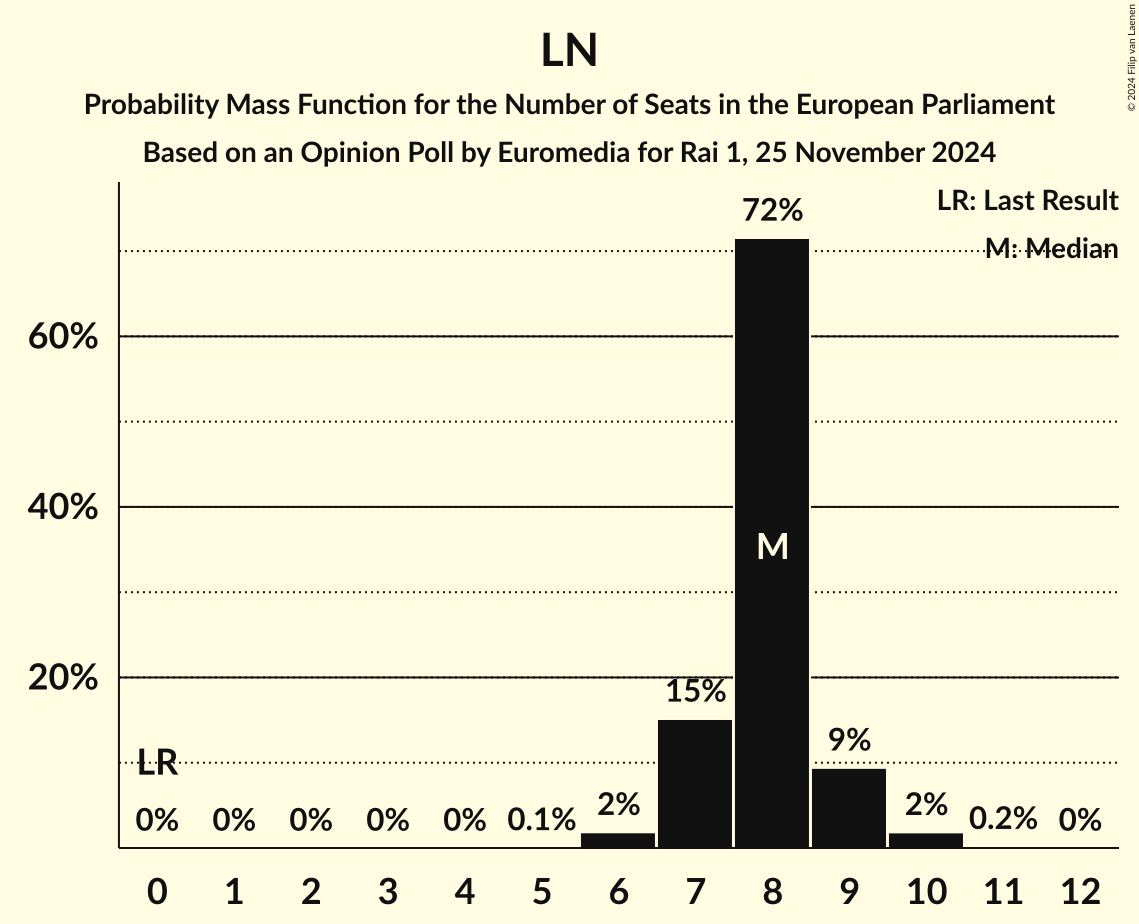 LN
Probability Mass Function for the Number of Seats in the European Parliament
Based on an Opinion Poll by Euromedia for Rai 1, 25 November 2024
© 2024 Filip van Laenen
LR: Last Result
M: Median
72%
60%
40%
M
20%
15%
9%
LR
0% 0% 0% 0% 0% 0.1% 2% 2% 0.2% 0%
0 1 2 3 4 5 6 7 8 9 10 11 12